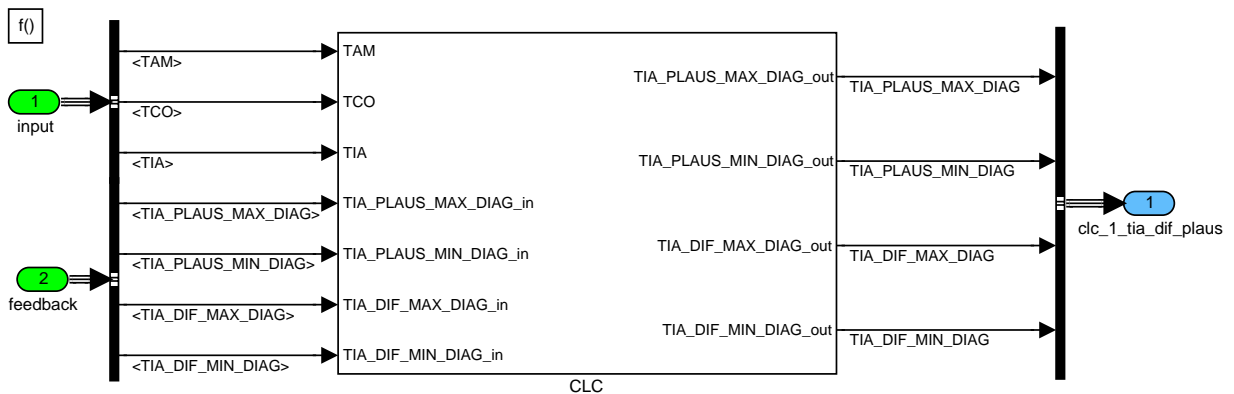 f()
1
input
2
feedback
<TAM>
<TCO>
<TIA>
<TIA_PLAUS_MAX_DIAG>
<TIA_PLAUS_MIN_DIAG>
<TIA_DIF_MAX_DIAG>
<TIA_DIF_MIN_DIAG>
TAM
TCO
TIA
TIA_PLAUS_MAX_DIAG_in
TIA_PLAUS_MIN_DIAG_in
TIA_DIF_MAX_DIAG_in
TIA_DIF_MIN_DIAG_in
TIA_PLAUS_MAX_DIAG_out
TIA_PLAUS_MIN_DIAG_out
TIA_DIF_MAX_DIAG_out
TIA_DIF_MIN_DIAG_out
CLC
TIA_PLAUS_MAX_DIAG
TIA_PLAUS_MIN_DIAG
TIA_DIF_MAX_DIAG
TIA_DIF_MIN_DIAG
1
clc_1_tia_dif_plaus